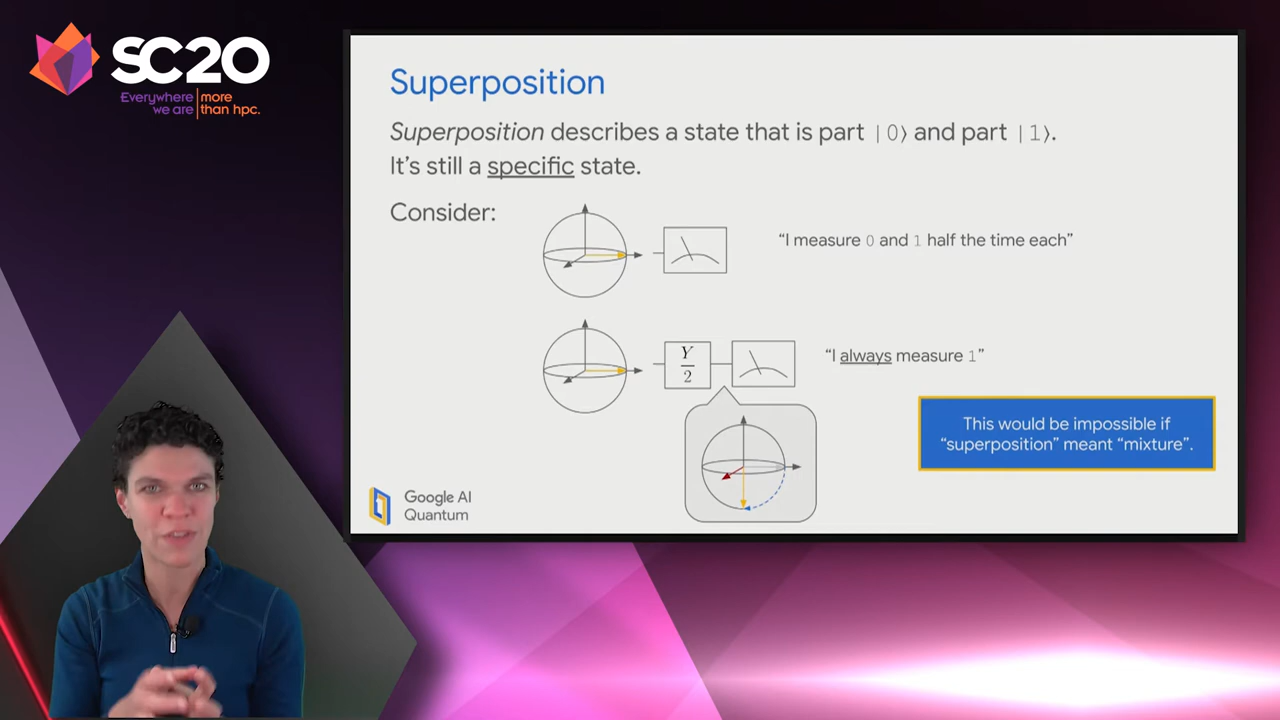 SC20
Everywhere we are | more than hpc.
Superposition
Superposition describes a state that is part |0⟩ and part |1⟩.
It's still a specific state.
Consider:
“I measure 0 and 1 half the time each”
Y
2
“I always measure 1”
This would be impossible if
“superposition” meant “mixture”.
Google AI
Quantum